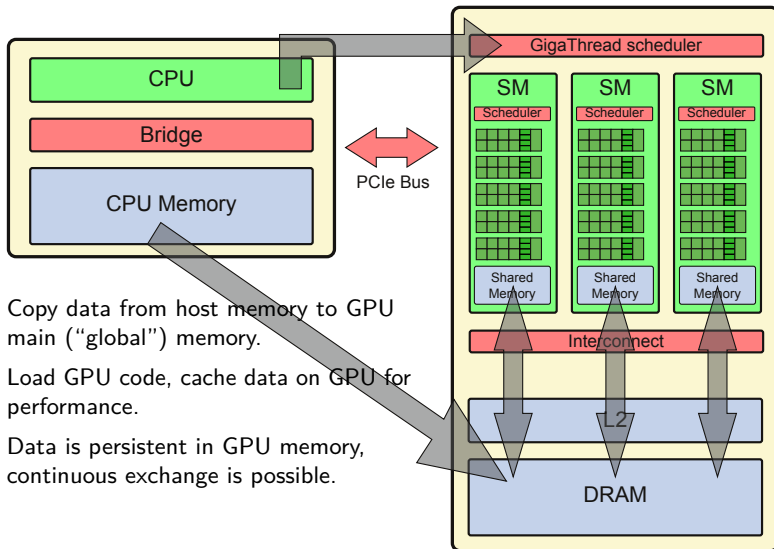 GigaThread scheduler
CPU
Bridge
CPU Memory
PCIe Bus
SM SM SM
Scheduler Scheduler Scheduler
Shared Memory
Shared Memory
Shared Memory
Interconnect
L2
DRAM
Copy data from host memory to GPU
main (“global”) memory.
Load GPU code, cache data on GPU for
performance.
Data is persistent in GPU memory,
continuous exchange is possible.